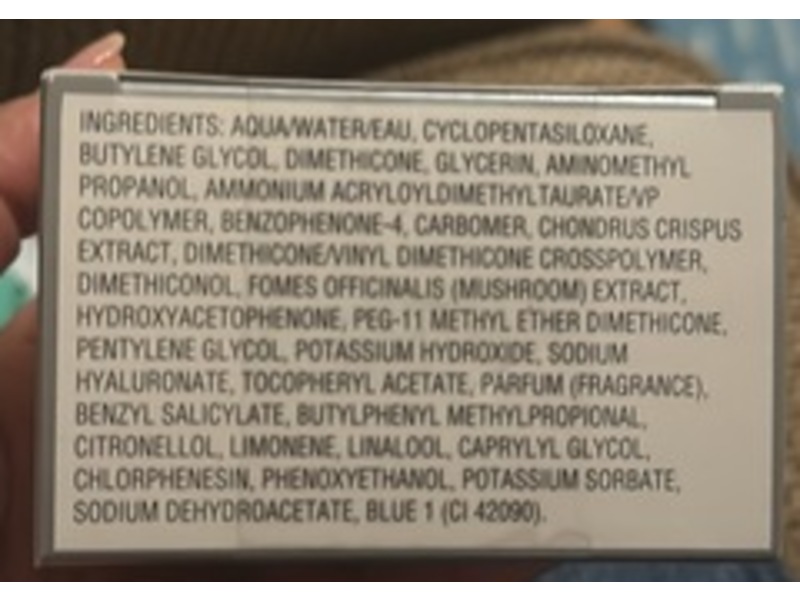 INGREDIENTS: AQUA/WATER/EAU, CYCLOPENTASILOXANE,
BUTYLENE GLYCOL, DIMETHICONE, GLYCERIN, AMINOMETHYL
PROPANOL, AMMONIUM ACRYLOYLDIMETHYLTAURATE/VP
COPOLYMER, BENZOPHENONE-4, CARBOMER, CHONDRUS CRISPUS
EXTRACT, DIMETHICONE/VINYL DIMETHICONE CROSSPOLYMER,
DIMETHICONOL, FOMES OFFICINALIS (MUSHROOM) EXTRACT,
HYDROXYACETOPHENONE, PEG-11 METHYL ETHER DIMETHICONE,
PENTYLENE GLYCOL, POTASSIUM HYDROXIDE, SODIUM
HYALURONATE, TOCOPHERYL ACETATE, PARFUM (FRAGRANCE),
BENZYL SALICYLATE, BUTYLPHENYL METHYLPROPIONAL,
CITRONELLOL, LIMONENE, LINALOOL, CAPRYLYL GLYCOL,
CHLORPHENESIN, PHENOXYETHANOL, POTASSIUM SORBATE,
SODIUM DEHYDROACETATE, BLUE 1 (CI 42090).